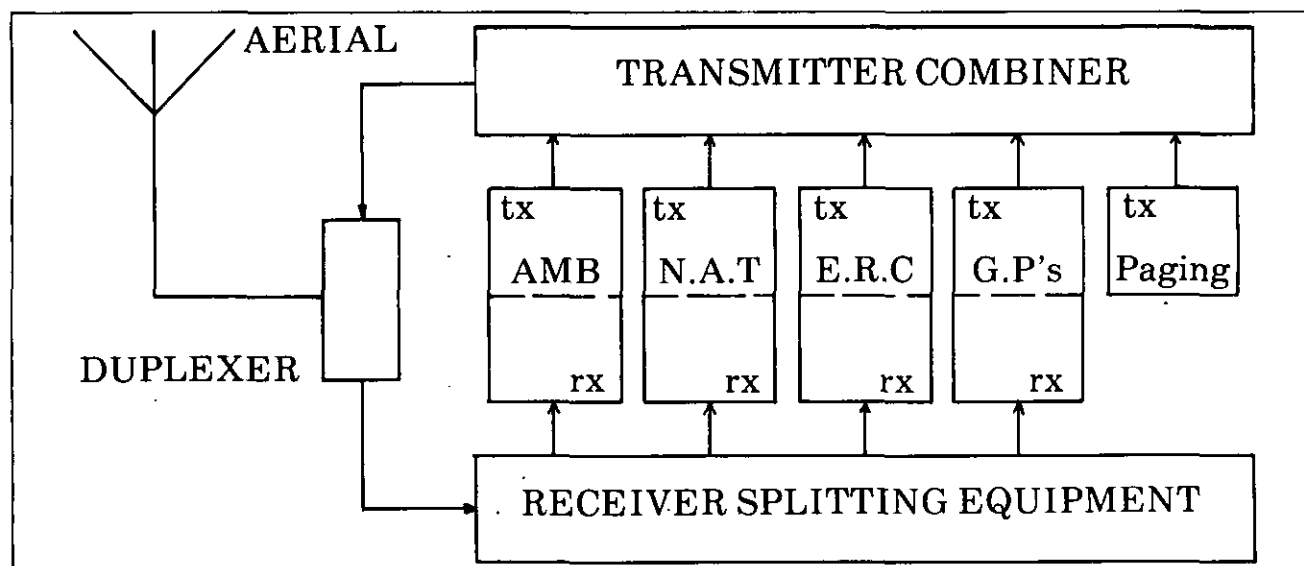 AERIAL
TRANSMITTER COMBINER
tx tx tx tx tx
AMB N.A.T E.R.C G.P's Paging
DUPLEXER
rx rx rx rx
RECEIVER SPLITTING EQUIPMENT